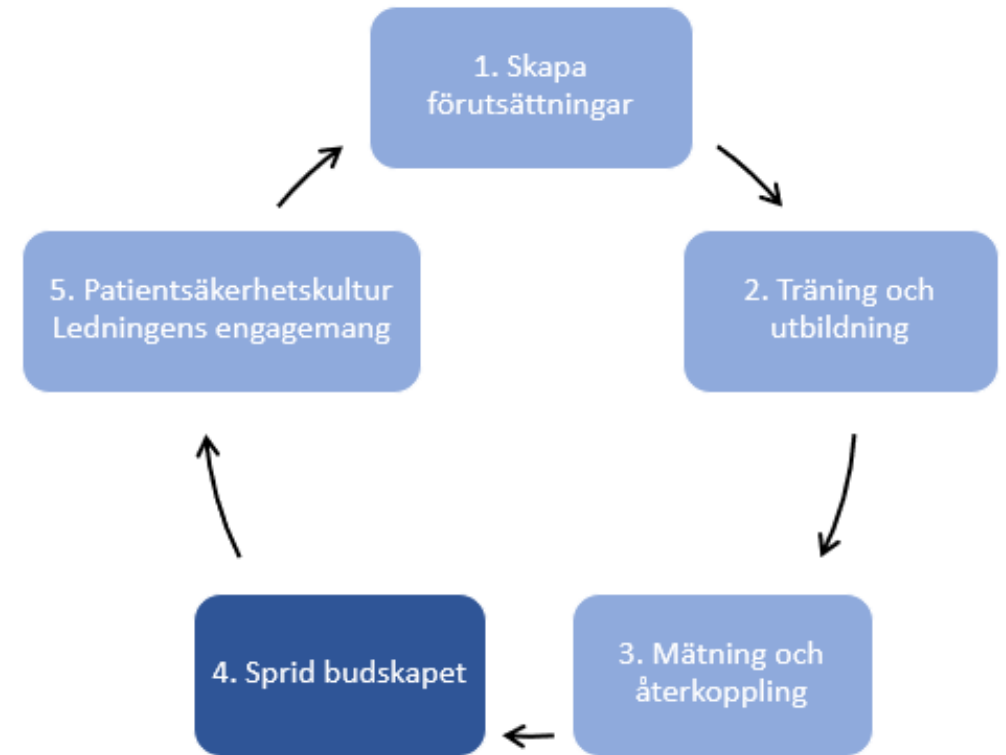 1. Skapa
förutsättningar
2. Träning och
utbildning
3. Mätning och
återkoppling
4. Sprid budskapet
5. Patientsäkerhetskultur
Ledningens engagemang